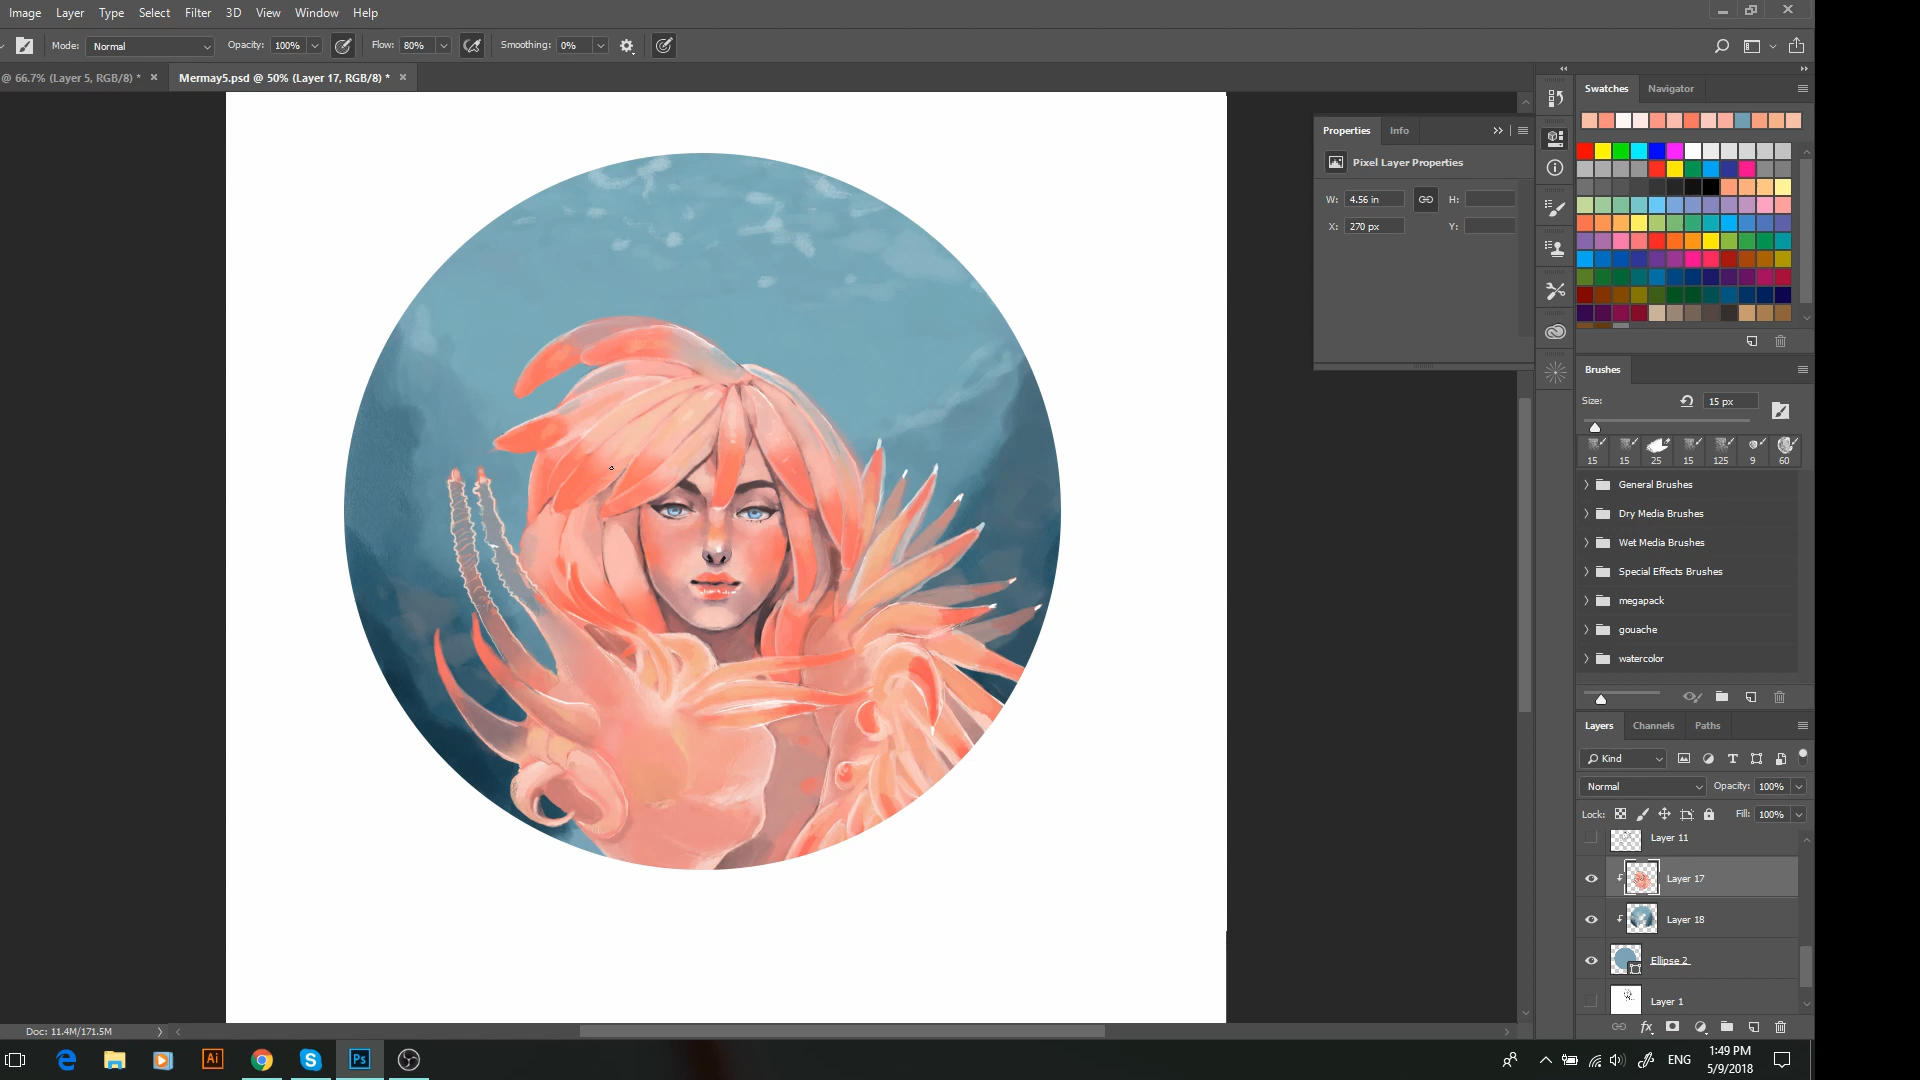 Image Layer Type Select Filter 3D View Window Help
Mode: Normal Opacity: 100% Flow: 80% Smoothing: 0%
@ 66.7% (Layer 5, RGB/8) * × Mermay5.psd @ 50% (Layer 17, RGB/8) * ×
Swatches Navigator
Properties Info
Pixel Layer Properties
W: 4.56 in H:
X: 270 px Y:
Brushes
Size: 15 px
15 15 25 15 125 9 60
General Brushes
Dry Media Brushes
Wet Media Brushes
Special Effects Brushes
megapack
gouache
watercolor
Layers Channels Paths
Kind
Normal Opacity: 100%
Lock: Fill: 100%
Layer 11
Layer 17
Layer 18
Ellipse 2
Layer 1
fx
Doc: 11.4M/171.5M
Ai Ps
ENG 1:49 PM
5/9/2018